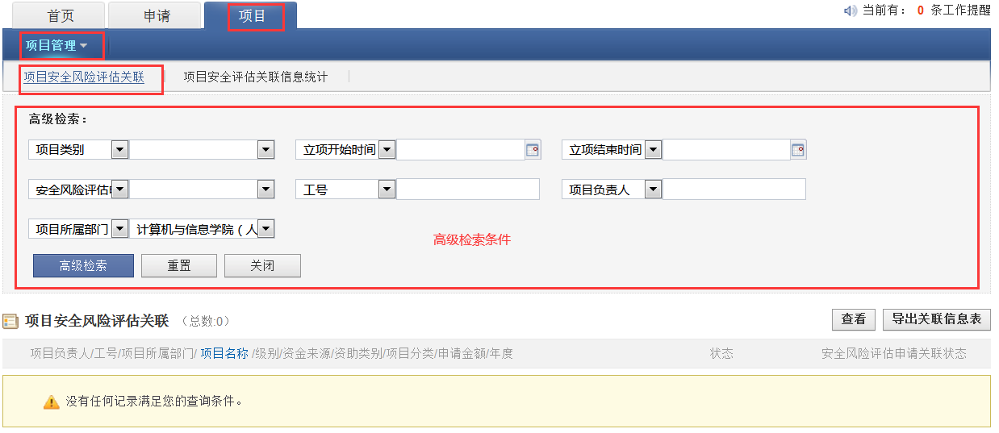 首页 申请 项目 当前有： 0 条工作提醒
项目管理
项目安全风险评估关联 项目安全评估关联信息统计
高级检索：
项目类别 立项开始时间 立项结束时间
安全风险评估 工号 项目负责人
项目所属部门 计算机与信息学院（人
高级检索条件
高级检索 重置 关闭
项目安全风险评估关联 （总数:0） 查看 导出关联信息表
项目负责人/工号/项目所属部门/ 项目名称 /级别/资金来源/资助类别/项目分类/申请金额/年度 状态 安全风险评估申请关联状态
没有任何记录满足您的查询条件。